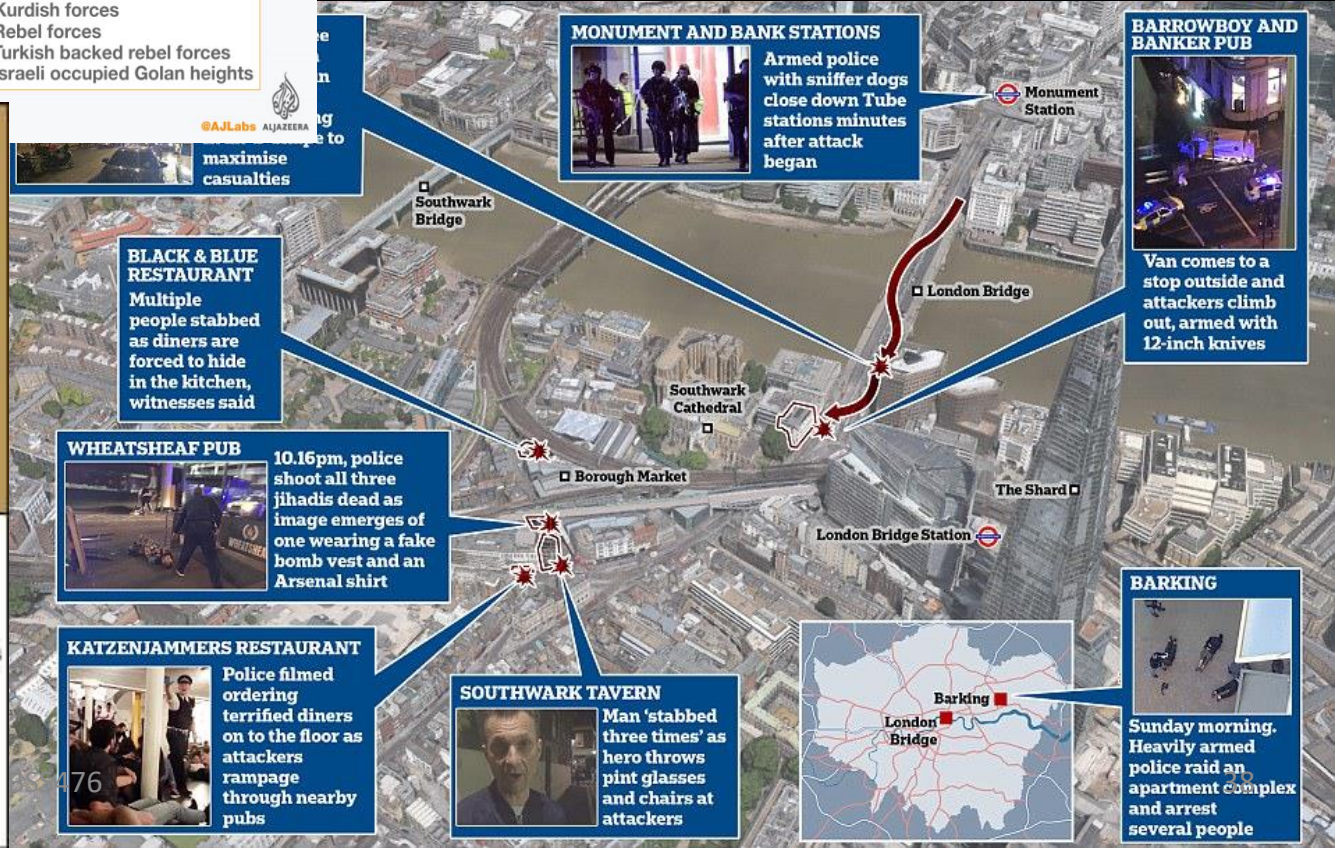 Kurdish forces
Rebel forces
Turkish backed rebel forces
Israeli occupied Golan heights
@AJLabs ALJAZEERA
maximise
casualties
MONUMENT AND BANK STATIONS
Armed police
with sniffer dogs
close down Tube
stations minutes
after attack
began
Monument
Station
BARROWBOY AND
BANKER PUB
Van comes to a
stop outside and
attackers climb
out, armed with
12-inch knives
Southwark
Bridge
London Bridge
BLACK & BLUE
RESTAURANT
Multiple
people stabbed
as diners are
forced to hide
in the kitchen,
witnesses said
Southwark
Cathedral
WHEATSHEAF PUB
10.16pm, police
shoot all three
jihadis dead as
image emerges of
one wearing a fake
bomb vest and an
Arsenal shirt
Borough Market
The Shard
London Bridge Station
KATZENJAMMERS RESTAURANT
Police filmed
ordering
terrified diners
on to the floor as
attackers
rampage
through nearby
pubs
476
SOUTHWARK TAVERN
Man ‘stabbed
three times’ as
hero throws
pint glasses
and chairs at
attackers
Barking
London
Bridge
BARKING
Sunday morning.
Heavily armed
police raid an
apartment complex
and arrest
several people
38